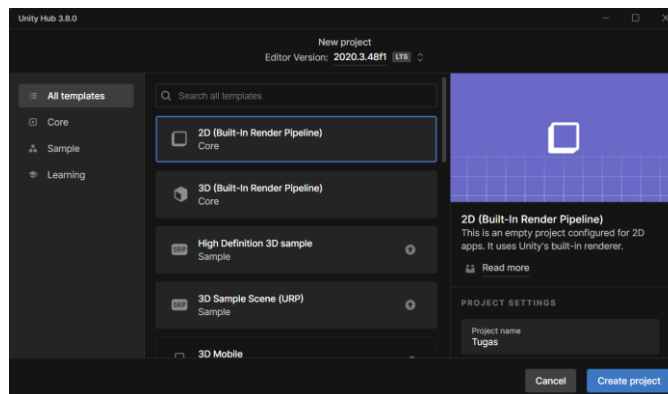 Unity Hub 3.8.0
New project
Editor Version: 2020.3.48f1 LTS
All templates
Core
Sample
Learning
Search all templates
2D (Built-In Render Pipeline)
Core
3D (Built-In Render Pipeline)
Core
SRP
High Definition 3D sample
Sample
SRP
3D Sample Scene (URP)
Sample
3D Mobile
2D (Built-In Render Pipeline)
This is an empty project configured for 2D
apps. It uses Unity's built-in renderer.
Read more
PROJECT SETTINGS
Project name
Tugas
Cancel
Create project